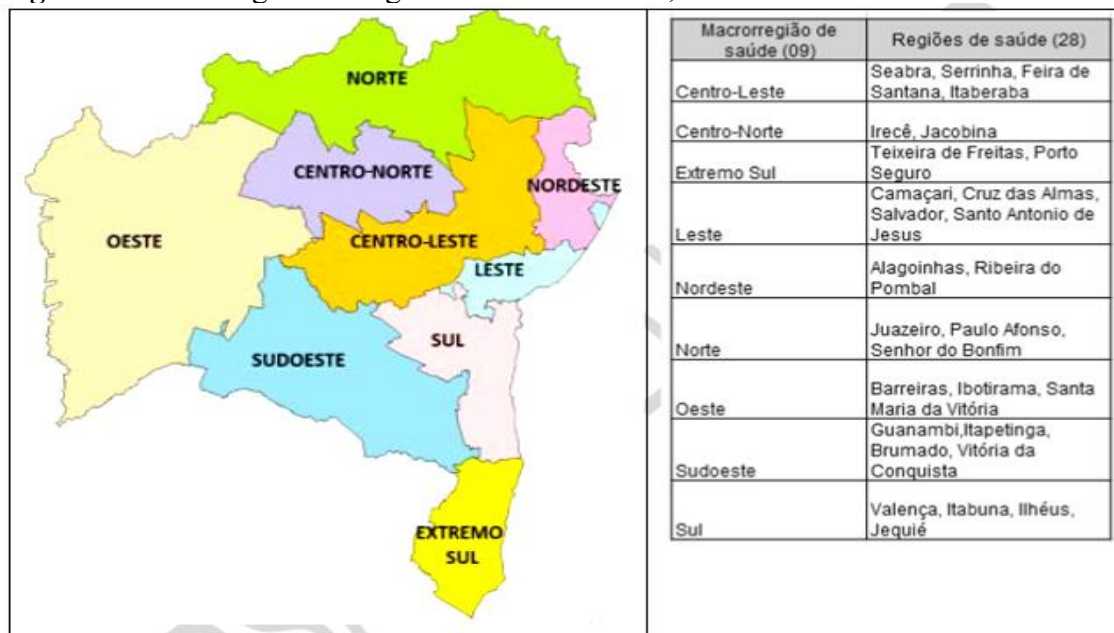 NORTE
CENTRO-NORTE
NORDESTE
OESTE
CENTRO-LESTE
LESTE
SUL
SUDOESTE
EXTREMO
SUL
Macrorregião de
saúde (09)
Regiões de saúde (28)
Centro-Leste
Seabra, Serrinha, Feira de
Santana, Itaberaba
Centro-Norte
Irecê, Jacobina
Extremo Sul
Teixeira de Freitas, Porto
Seguro
Leste
Camaçari, Cruz das Almas,
Salvador, Santo Antonio de
Jesus
Nordeste
Alagoinhas, Ribeira do
Pombal
Norte
Juazeiro, Paulo Afonso,
Senhor do Bonfim
Oeste
Barreiras, Ibotirama, Santa
Maria da Vitória
Sudoeste
Guanambi,Itapetinga,
Brumado, Vitória da
Conquista
Sul
Valença, Itabuna, Ilhéus,
Jequié